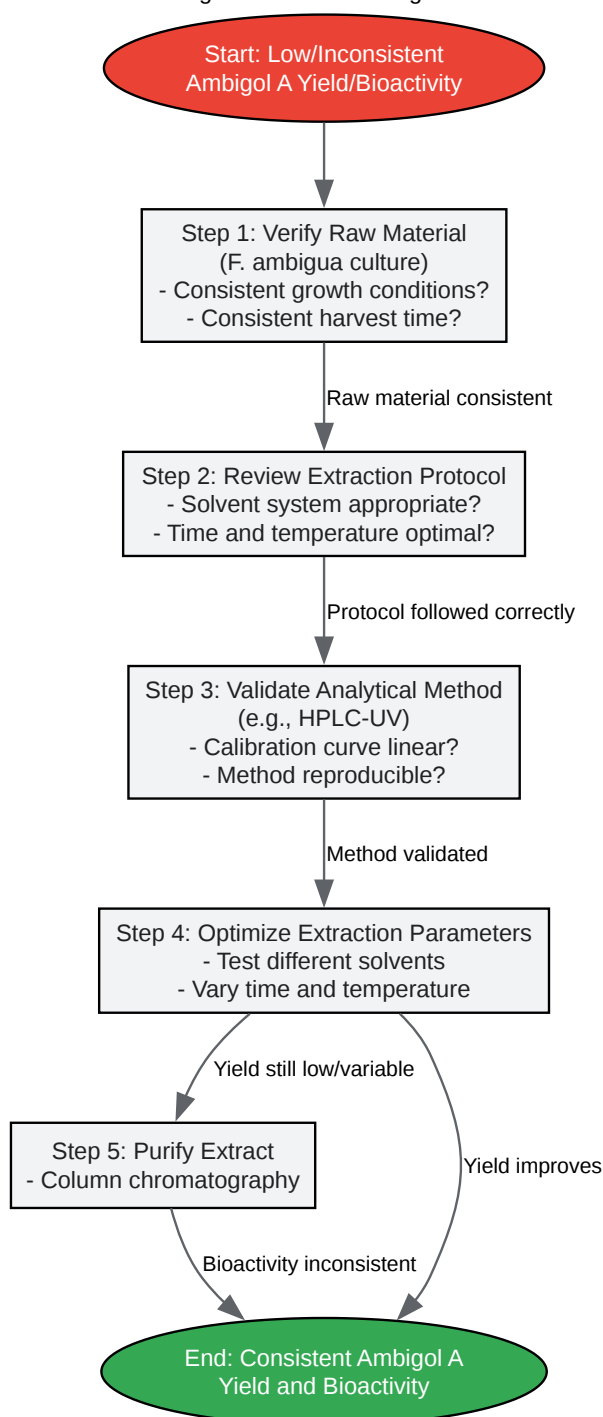 Start: Low/Inconsistent
Ambigol A Yield/Bioactivity
Step 1: Verify Raw Material
(F. ambigua culture)
- Consistent growth conditions?
- Consistent harvest time?
Raw material consistent
Step 2: Review Extraction Protocol
- Solvent system appropriate?
- Time and temperature optimal?
Protocol followed correctly
Step 3: Validate Analytical Method
(e.g., HPLC-UV)
- Calibration curve linear?
- Method reproducible?
Method validated
Step 4: Optimize Extraction Parameters
- Test different solvents
- Vary time and temperature
Yield still low/variable
Step 5: Purify Extract
- Column chromatography
Yield improves
Bioactivity inconsistent
End: Consistent Ambigol A
Yield and Bioactivity